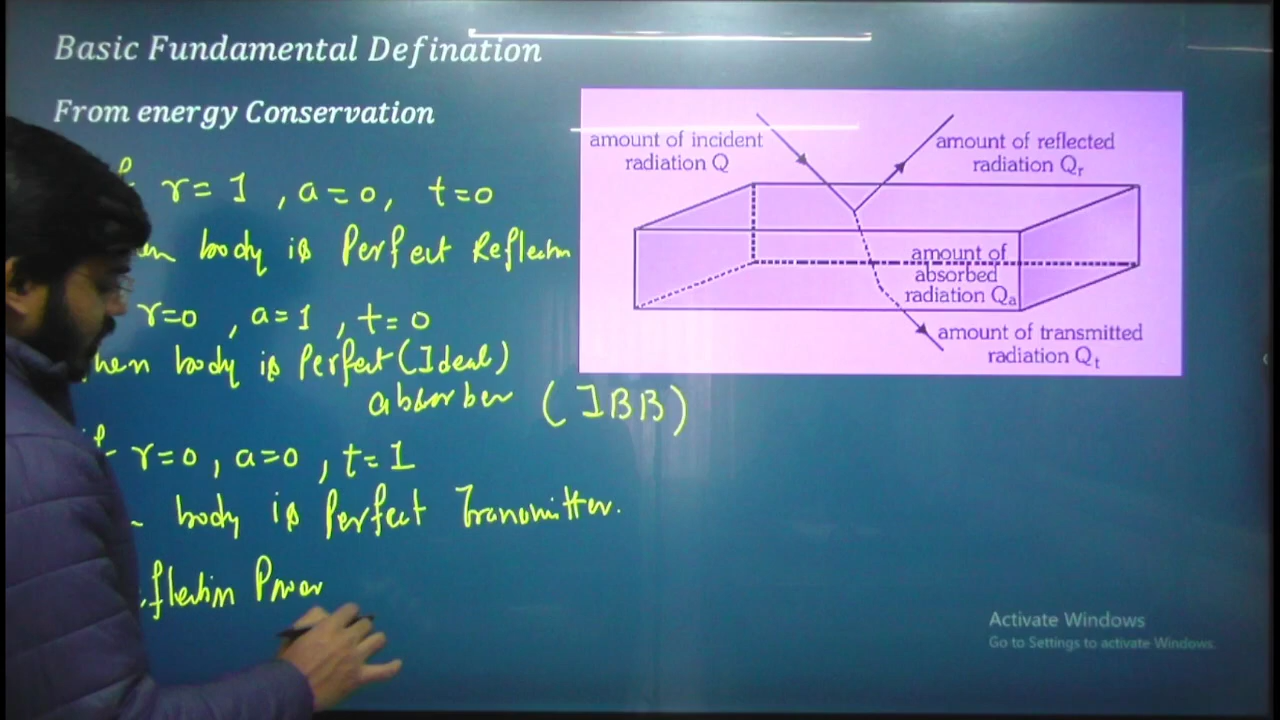 Basic Fundamental Defination
From energy Conservation
r=1 , a=0, t=0
body is Perfect Reflection
r=0 , a=1 , t=0
hen body is Perfect (Ideal)
absorber (IBB)
if r=0 , a=0 , t=1
body is Perfect Transmitter.
flection Power
amount of incident
radiation Q
amount of reflected
radiation Qr
amount of
absorbed
radiation Qa
amount of transmitted
radiation Qt
Activate Windows
Go to Settings to activate Windows.